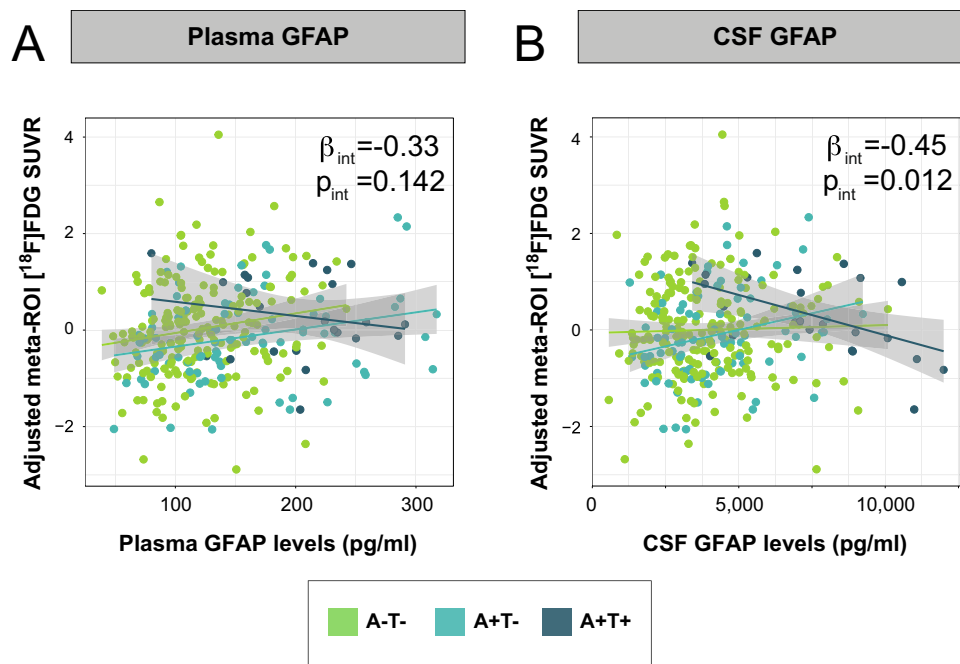 A
Plasma GFAP
Adjusted meta-ROI [¹⁸F]FDG SUVR
4
2
0
−2
βint=-0.33
pint=0.142
100
200
300
Plasma GFAP levels (pg/ml)
B
CSF GFAP
Adjusted meta-ROI [¹⁸F]FDG SUVR
4
2
0
−2
βint=-0.45
pint=0.012
0
5,000
10,000
CSF GFAP levels (pg/ml)
A-T-
A+T-
A+T+